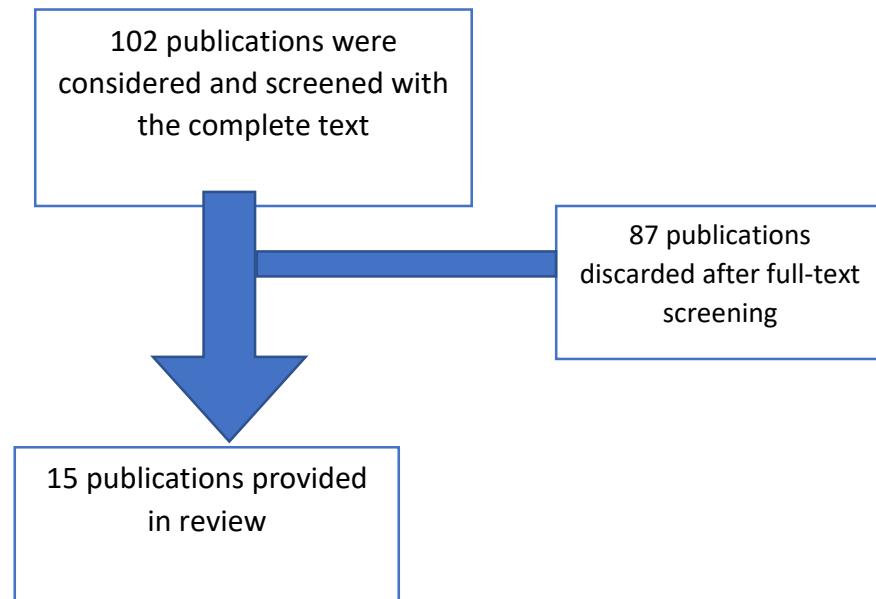 102 publications were
considered and screened with
the complete text
87 publications
discarded after full-text
screening
15 publications provided
in review